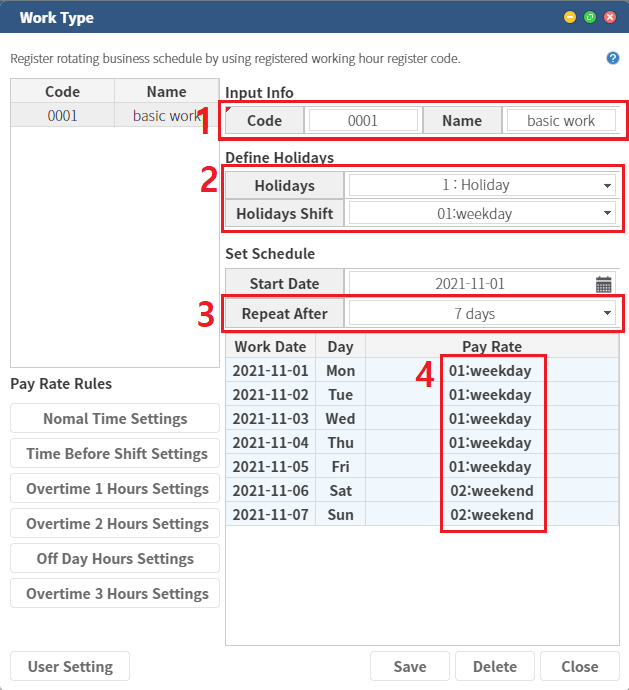 Work Type
Register rotating business schedule by using registered working hour register code.
?
Code Name
0001 basic work
Input Info
1 Code 0001 Name basic work
Define Holidays
2 Holidays 1 : Holiday
Holidays Shift 01:weekday
Set Schedule
Start Date 2021-11-01
3 Repeat After 7 days
Work Date Day Pay Rate
4
2021-11-01 Mon 01:weekday
2021-11-02 Tue 01:weekday
2021-11-03 Wed 01:weekday
2021-11-04 Thu 01:weekday
2021-11-05 Fri 01:weekday
2021-11-06 Sat 02:weekend
2021-11-07 Sun 02:weekend
Pay Rate Rules
Nomal Time Settings
Time Before Shift Settings
Overtime 1 Hours Settings
Overtime 2 Hours Settings
Off Day Hours Settings
Overtime 3 Hours Settings
User Setting
Save Delete Close